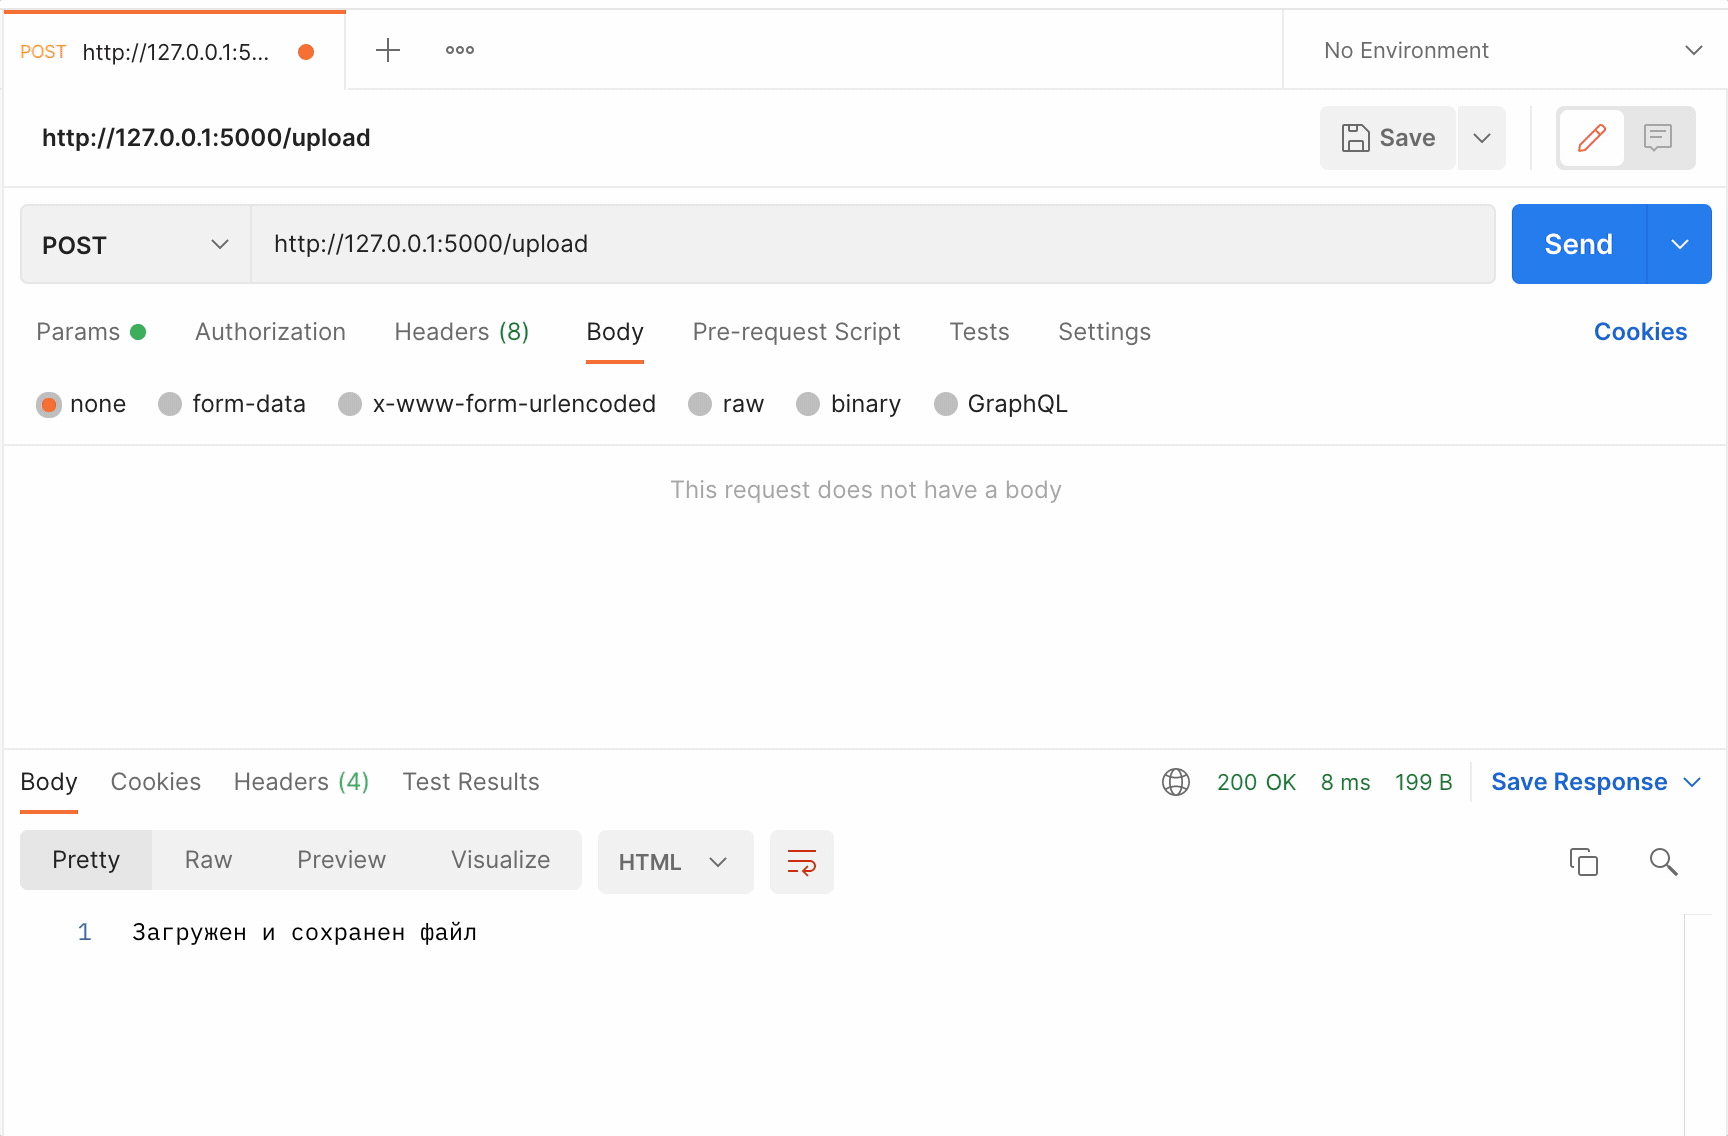 POST http://127.0.0.1:5... No Environment
http://127.0.0.1:5000/upload Save
POST http://127.0.0.1:5000/upload Send
Params Authorization Headers (8) Body Pre-request Script Tests Settings Cookies
none form-data x-www-form-urlencoded raw binary GraphQL
This request does not have a body
Body Cookies Headers (4) Test Results 200 OK 8 ms 199 B Save Response
Pretty Raw Preview Visualize HTML
1 Загружен и сохранен файл